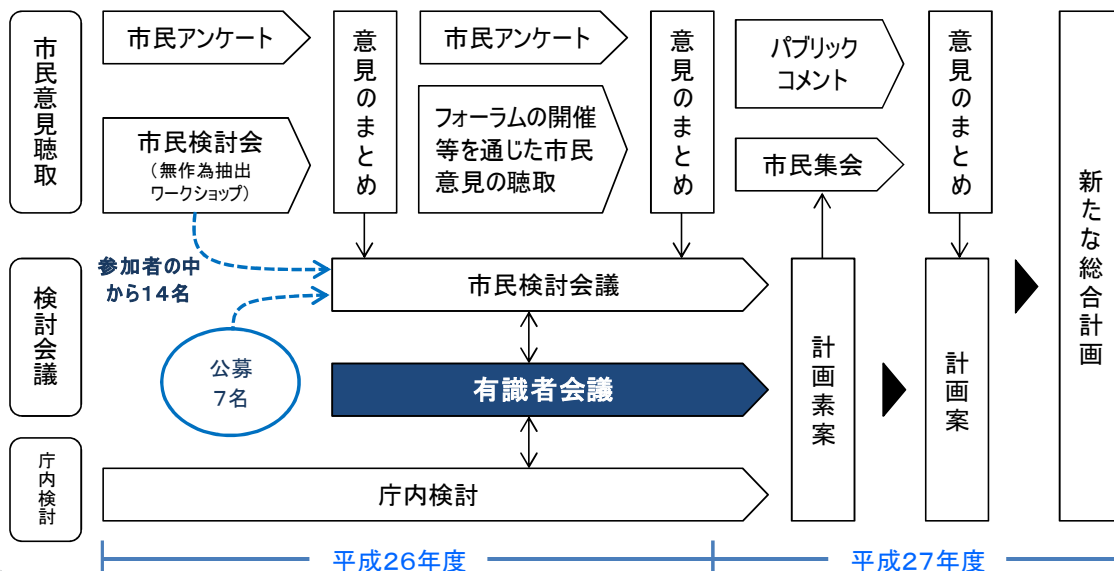 市民意見聴取
市民アンケート
市民検討会
(無作為抽出
ワークショップ)
意見のまとめ
市民アンケート
フォーラムの開催
等を通じた市民
意見の聴取
意見のまとめ
パブリック
コメント
市民集会
意見のまとめ
新たな総合計画
検討会議
参加者の中
から14名
公募
7名
市民検討会議
有識者会議
計画素案
計画案
庁内検討
庁内検討
平成26年度
平成27年度